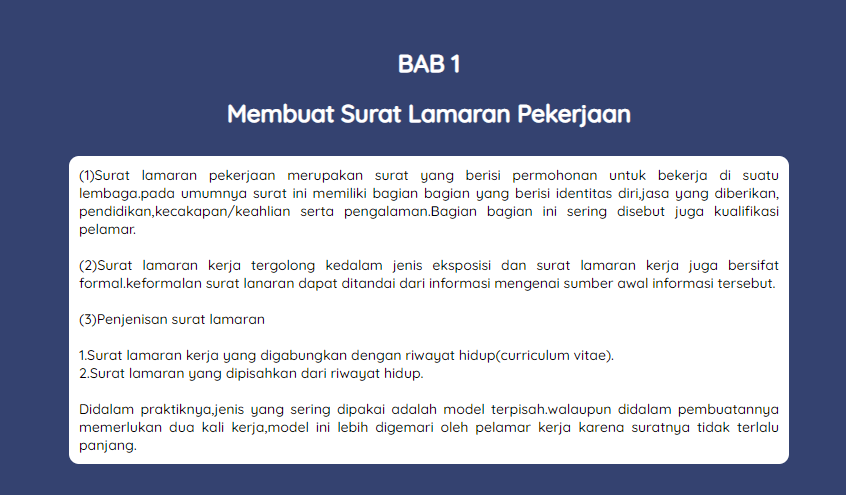 BAB 1
Membuat Surat Lamaran Pekerjaan
(1)Surat lamaran pekerjaan merupakan surat yang berisi permohonan untuk bekerja di suatu
lembaga.pada umumnya surat ini memiliki bagian bagian yang berisi identitas diri,jasa yang diberikan,
pendidikan,kecakapan/keahlian serta pengalaman.Bagian bagian ini sering disebut juga kualifikasi
pelamar.
(2)Surat lamaran kerja tergolong kedalam jenis eksposisi dan surat lamaran kerja juga bersifat
formal.keformalan surat lanaran dapat ditandai dari informasi mengenai sumber awal informasi tersebut.
(3)Penjenisan surat lamaran
1.Surat lamaran kerja yang digabungkan dengan riwayat hidup(curriculum vitae).
2.Surat lamaran yang dipisahkan dari riwayat hidup.
Didalam praktiknya,jenis yang sering dipakai adalah model terpisah.walaupun didalam pembuatannya
memerlukan dua kali kerja,model ini lebih digemari oleh pelamar kerja karena suratnya tidak terlalu
panjang.